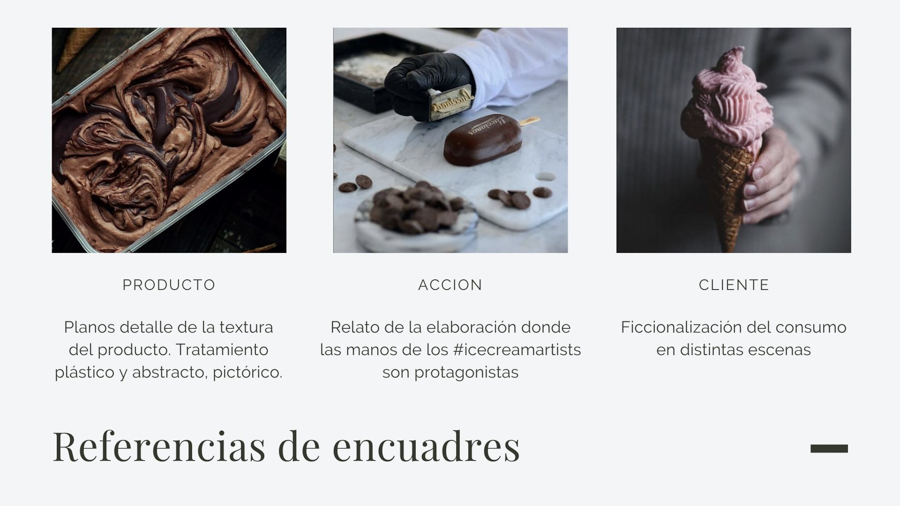 PRODUCTO
Planos detalle de la textura
del producto. Tratamiento
plástico y abstracto, pictórico.
ACCION
Relato de la elaboración donde
las manos de los #icecreamartists
son protagonistas
CLIENTE
Ficcionalización del consumo
en distintas escenas
Referencias de encuadres